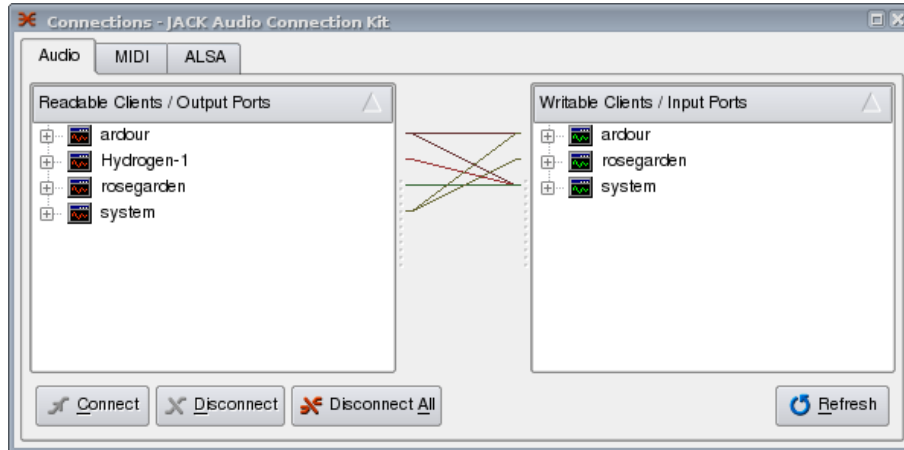 Connections - JACK Audio Connection Kit
Audio MIDI ALSA
Readable Clients / Output Ports
ardour
Hydrogen-1
rosegarden
system
Writable Clients / Input Ports
ardour
rosegarden
system
Connect Disconnect Disconnect All Refresh